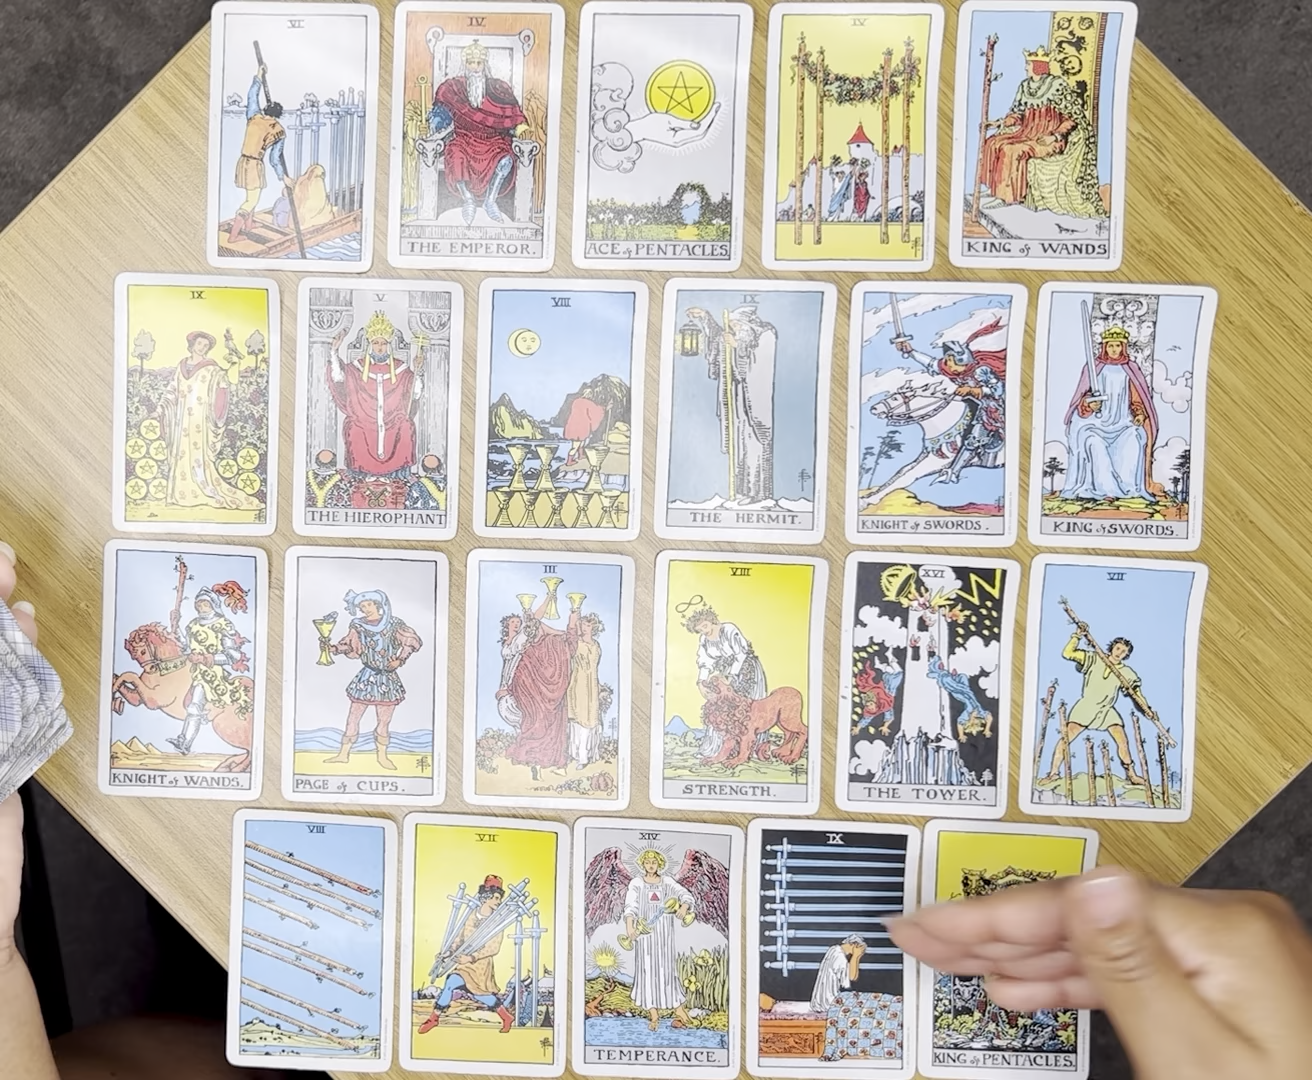 VI
IV
THE EMPEROR.
ACE of PENTACLES.
IV
KING of WANDS
IX
V
THE HIEROPHANT
VIII
IX
THE HERMIT.
KNIGHT of SWORDS.
KING of SWORDS.
KNIGHT of WANDS.
PAGE of CUPS.
III
VIII
STRENGTH.
XVI
THE TOWER.
VII
VIII
VII
XIV
TEMPERANCE.
IX
KING of PENTACLES.